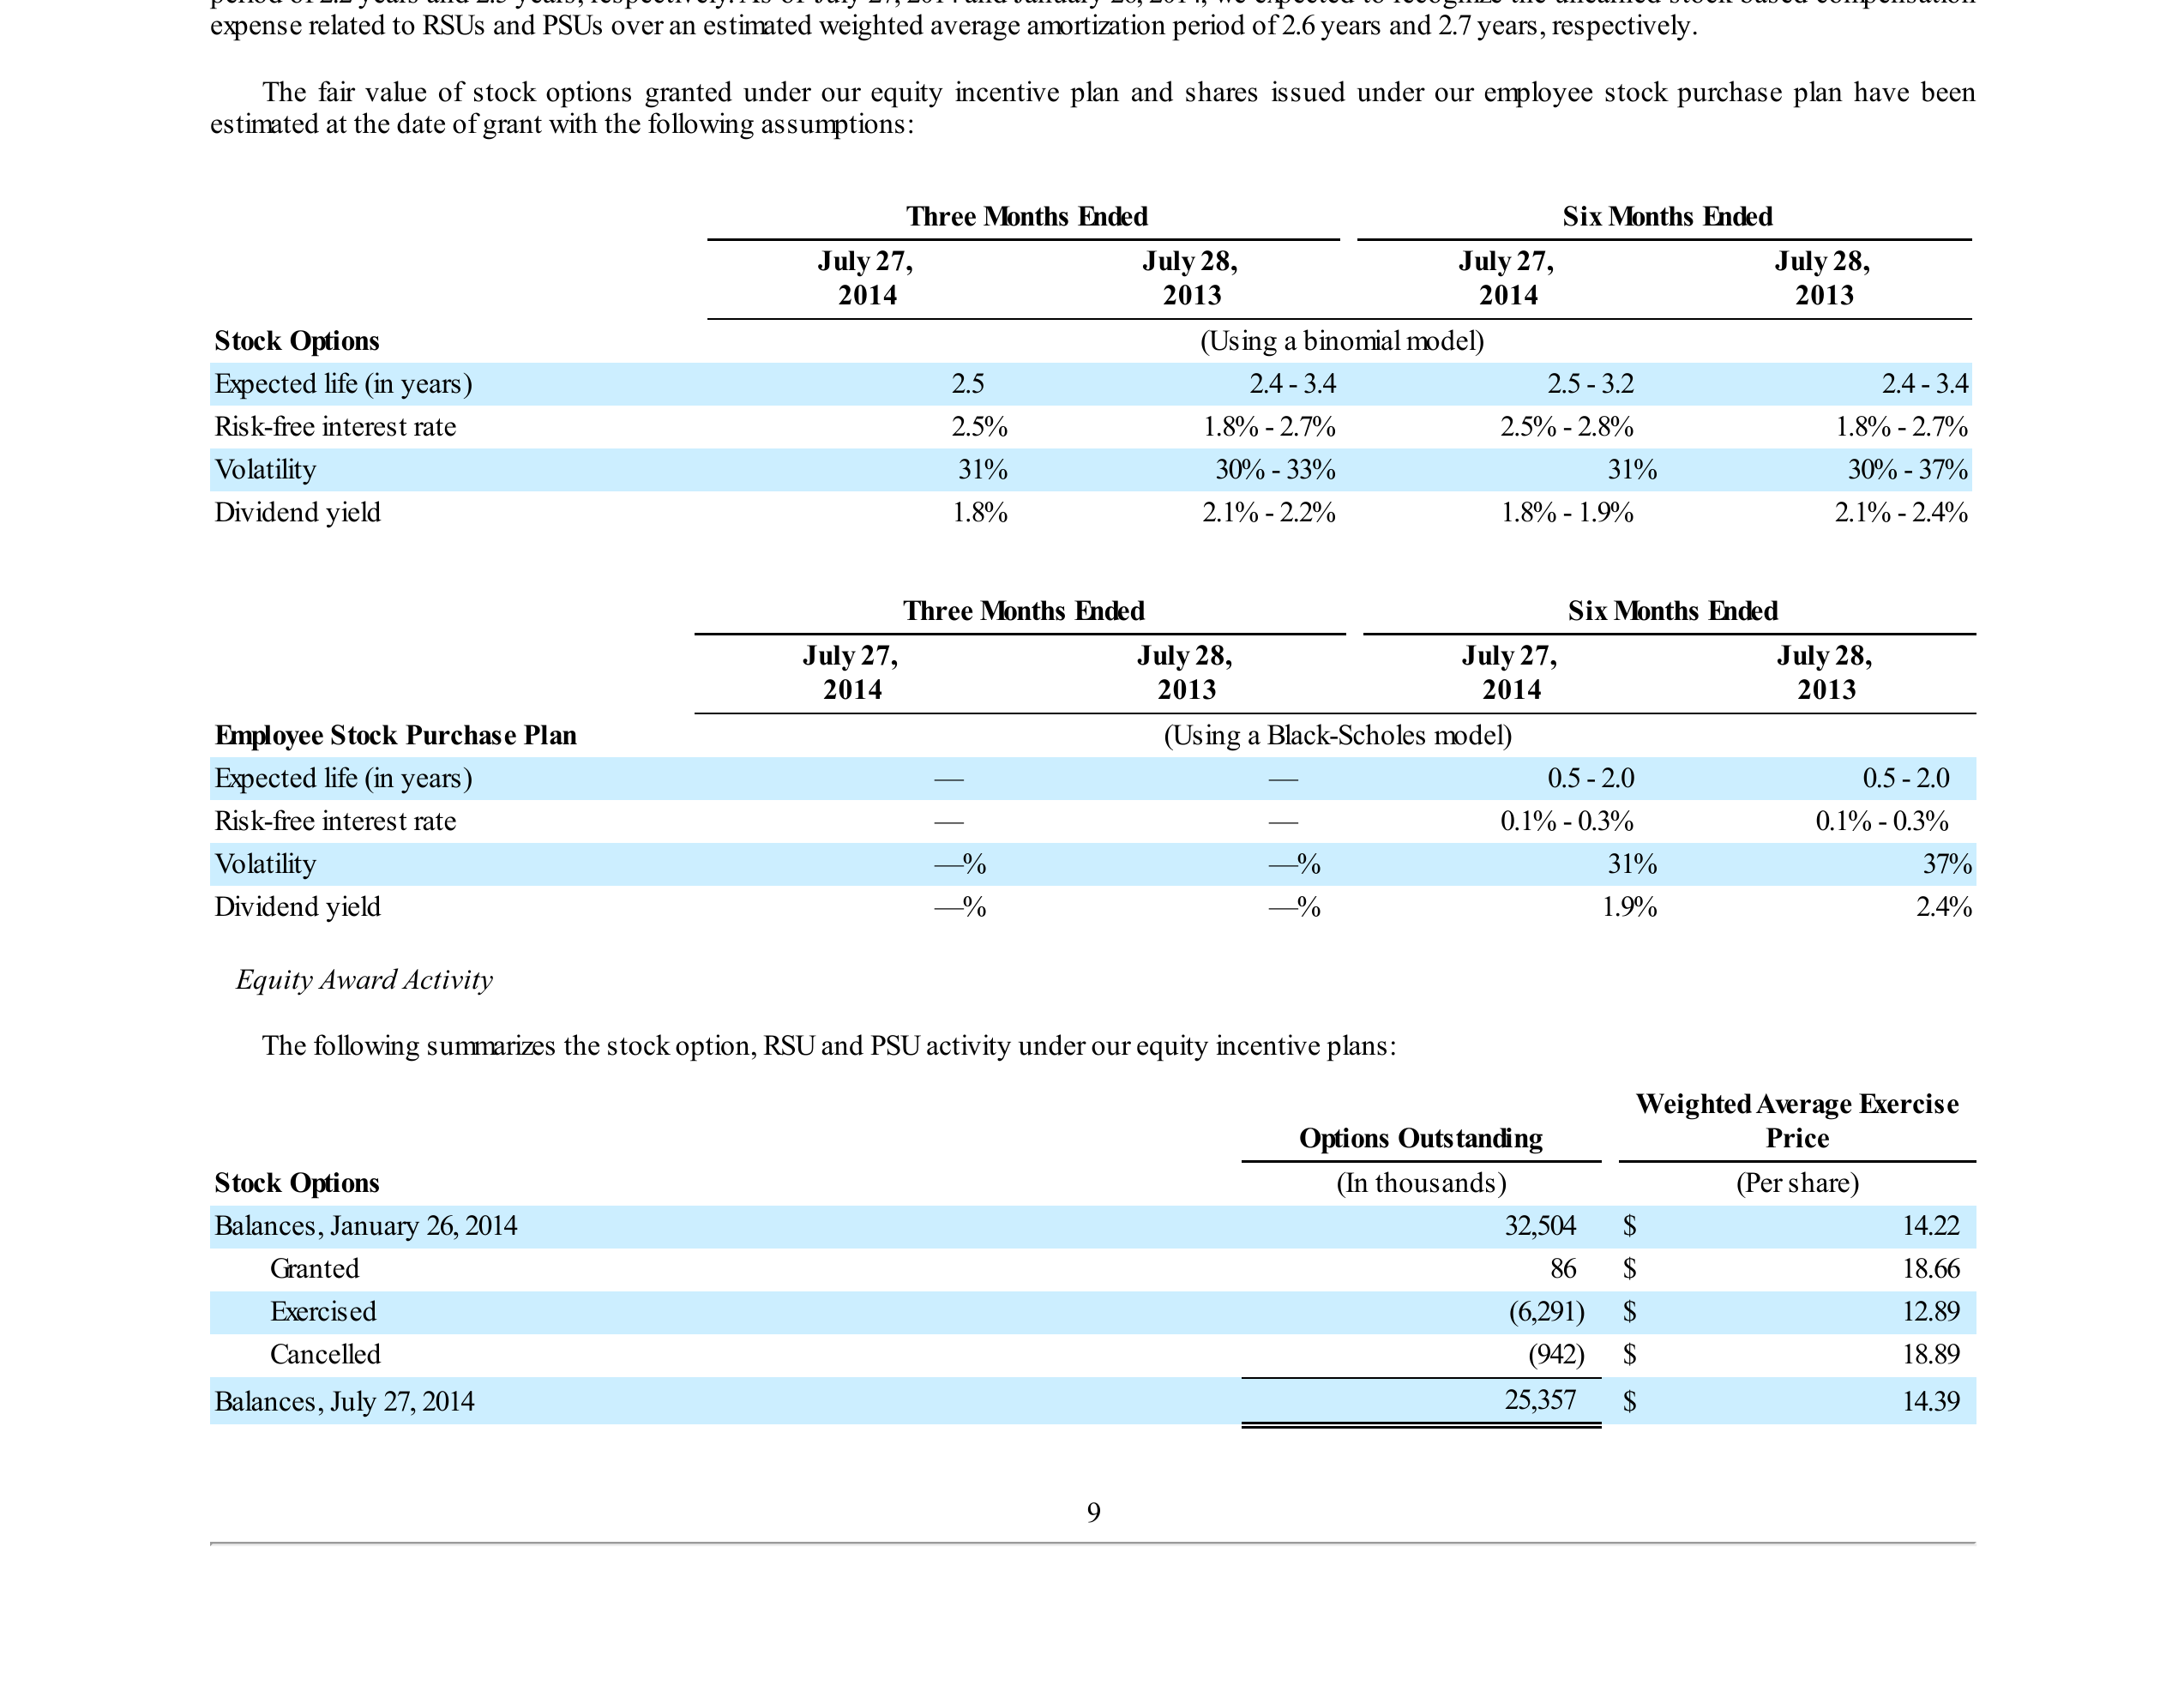 expense related to RSUs and PSUs over an estimated weighted average amortization period of 2.6 years and 2.7 years, respectively.
The fair value of stock options granted under our equity incentive plan and shares issued under our employee stock purchase plan have been
estimated at the date of grant with the following assumptions:
Three Months Ended Six Months Ended
July 27, July 28, July 27, July 28,
2014 2013 2014 2013
Stock Options (Using a binomial model)
Expected life (in years) 2.5 2.4 - 3.4 2.5 - 3.2 2.4 - 3.4
Risk-free interest rate 2.5% 1.8% - 2.7% 2.5% - 2.8% 1.8% - 2.7%
Volatility 31% 30% - 33% 31% 30% - 37%
Dividend yield 1.8% 2.1% - 2.2% 1.8% - 1.9% 2.1% - 2.4%
Three Months Ended Six Months Ended
July 27, July 28, July 27, July 28,
2014 2013 2014 2013
Employee Stock Purchase Plan (Using a Black-Scholes model)
Expected life (in years) — — 0.5 - 2.0 0.5 - 2.0
Risk-free interest rate — — 0.1% - 0.3% 0.1% - 0.3%
Volatility —% —% 31% 37%
Dividend yield —% —% 1.9% 2.4%
Equity Award Activity
The following summarizes the stock option, RSU and PSU activity under our equity incentive plans:
Weighted Average Exercise
Options Outstanding Price
Stock Options (In thousands) (Per share)
Balances, January 26, 2014 32,504 $ 14.22
Granted 86 $ 18.66
Exercised (6,291) $ 12.89
Cancelled (942) $ 18.89
Balances, July 27, 2014 25,357 $ 14.39
9